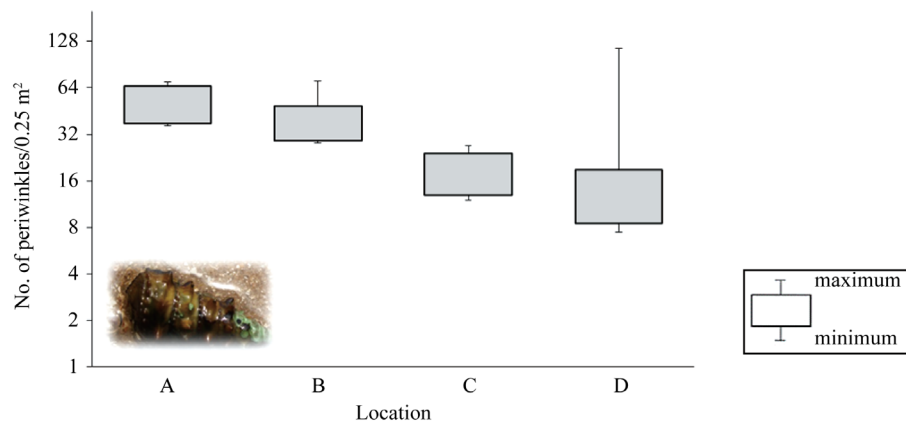 No. of periwinkles/0.25 m²
128
64
32
16
8
4
2
1
A B C D
Location
maximum
minimum